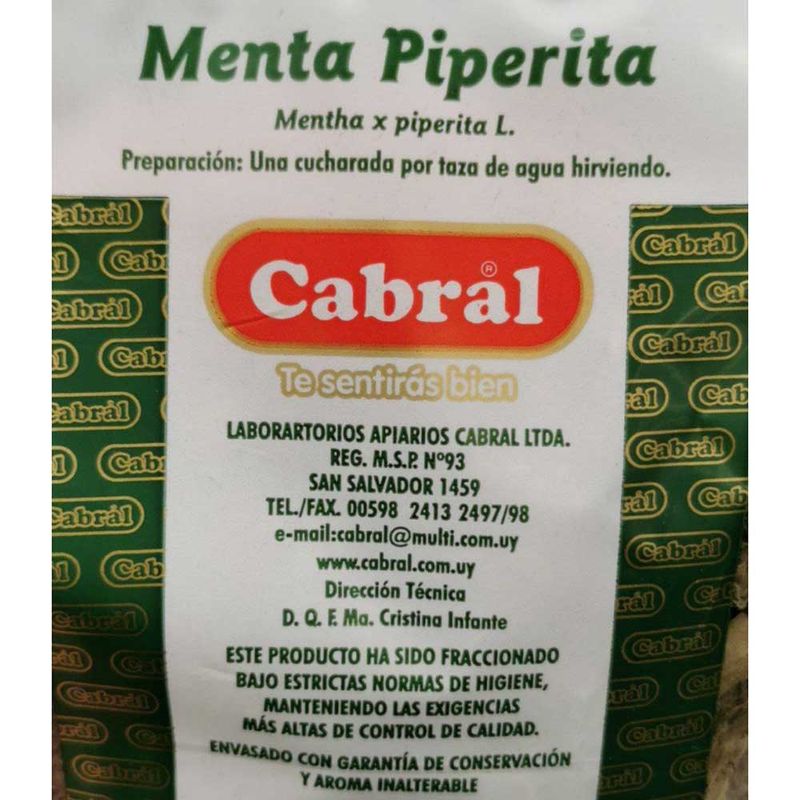 Menta Piperita
Mentha x piperita L.
Preparación: Una cucharada por taza de agua hirviendo.
Cabral
Te sentirás bien
LABORARTORIOS APIARIOS CABRAL LTDA.
REG. M.S.P. Nº93
SAN SALVADOR 1459
TEL./FAX. 00598 2413 2497/98
e-mail:cabral@multi.com.uy
www.cabral.com.uy
Dirección Técnica
D. Q. F. Ma. Cristina Infante
ESTE PRODUCTO HA SIDO FRACCIONADO
BAJO ESTRICTAS NORMAS DE HIGIENE,
MANTENIENDO LAS EXIGENCIAS
MÁS ALTAS DE CONTROL DE CALIDAD.
ENVASADO CON GARANTÍA DE CONSERVACIÓN
Y AROMA INALTERABLE